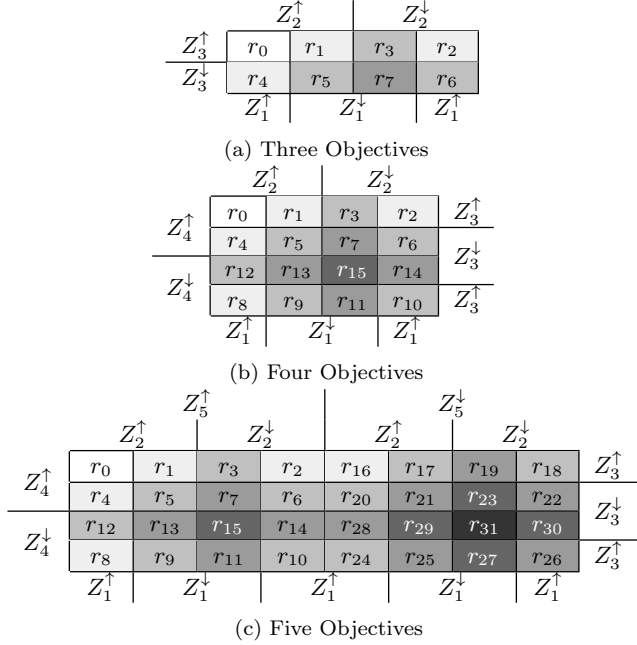 Z₂↑ Z₂↓
Z₃↑ r₀ r₁ r₃ r₂
Z₃↓ r₄ r₅ r₇ r₆
Z₁↑ Z₁↓ Z₁↑
(a) Three Objectives
Z₂↑ Z₂↓
Z₄↑ r₀ r₁ r₃ r₂ Z₃↑
r₄ r₅ r₇ r₆ Z₃↓
Z₄↓ r₁₂ r₁₃ r₁₅ r₁₄
r₈ r₉ r₁₁ r₁₀ Z₃↑
Z₁↑ Z₁↓ Z₁↑
(b) Four Objectives
Z₅↑ Z₅↓
Z₂↑ Z₂↓ Z₂↑ Z₂↓
Z₄↑ r₀ r₁ r₃ r₂ r₁₆ r₁₇ r₁₉ r₁₈ Z₃↑
r₄ r₅ r₇ r₆ r₂₀ r₂₁ r₂₃ r₂₂ Z₃↓
Z₄↓ r₁₂ r₁₃ r₁₅ r₁₄ r₂₈ r₂₉ r₃₁ r₃₀
r₈ r₉ r₁₁ r₁₀ r₂₄ r₂₅ r₂₇ r₂₆ Z₃↑
Z₁↑ Z₁↓ Z₁↑ Z₁↓ Z₁↑
(c) Five Objectives